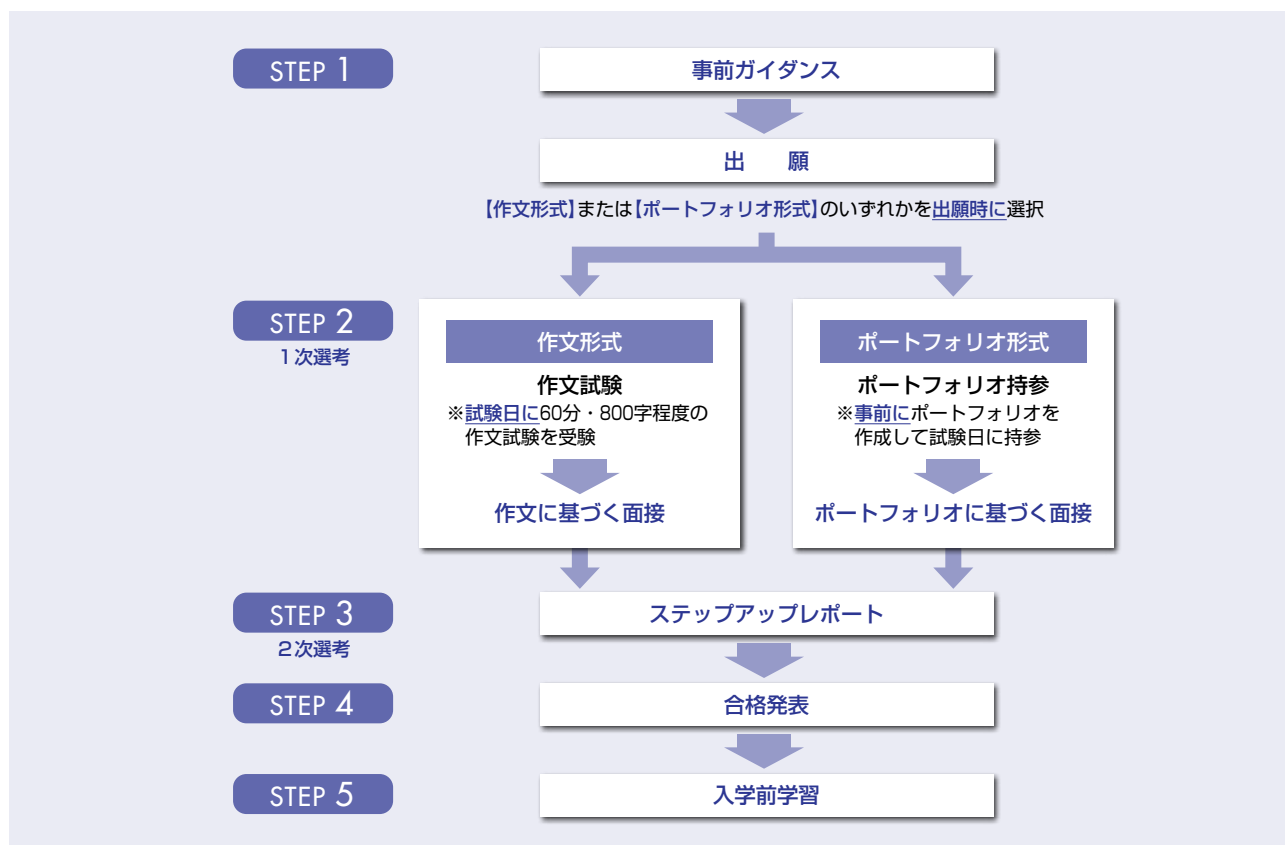 STEP 1
事前ガイダンス
出　願
【作文形式】または【ポートフォリオ形式】のいずれかを出願時に選択
STEP 2
1次選考
作文形式
作文試験
※試験日に60分・800字程度の
作文試験を受験
作文に基づく面接
ポートフォリオ形式
ポートフォリオ持参
※事前にポートフォリオを
作成して試験日に持参
ポートフォリオに基づく面接
STEP 3
2次選考
ステップアップレポート
STEP 4
合格発表
STEP 5
入学前学習